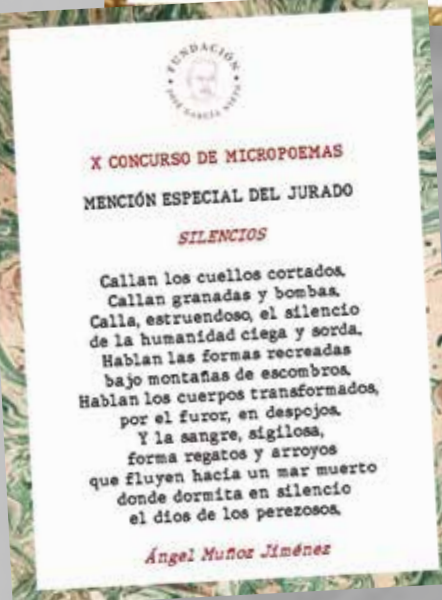 FUNDACIÓN
JOSÉ GARCÍA NIETO
X CONCURSO DE MICROPOEMAS
MENCIÓN ESPECIAL DEL JURADO
SILENCIOS
Callan los cuellos cortados,
Callan granadas y bombas,
Calla, estruendoso, el silencio
de la humanidad ciega y sorda.
Hablan las formas recreadas
bajo montañas de escombros,
Hablan los cuerpos transformados,
por el furor, en despojos.
Y la sangre, sigilosa,
forma regatos y arroyos
que fluyen hacia un mar muerto
donde dormita en silencio
el dios de los perezosos.
Ángel Muñoz Jiménez